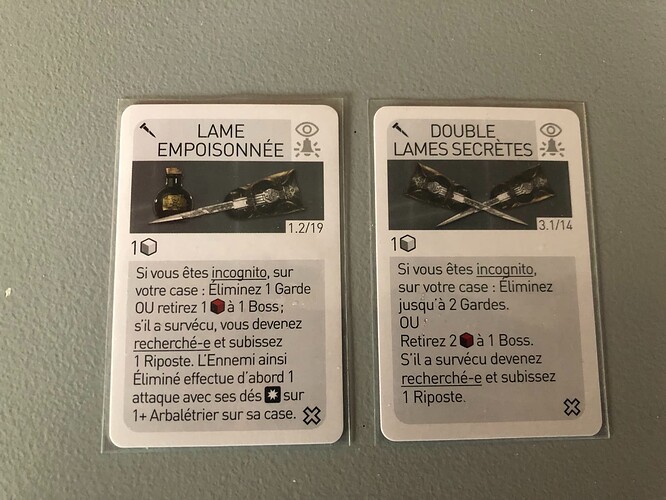 LAME
EMPOISONNÉE
1.2/19
1
Si vous êtes incognito, sur
votre case : Éliminez 1 Garde
OU retirez 1 à 1 Boss ;
s'il a survécu, vous devenez
recherché-e et subissez
1 Riposte. L'Ennemi ainsi
Éliminé effectue d'abord 1
attaque avec ses dés sur
1+ Arbalétrier sur sa case.
DOUBLE
LAMES SECRÈTES
3.1/14
1
Si vous êtes incognito,
sur votre case : Éliminez
jusqu'à 2 Gardes.
OU
Retirez 2 à 1 Boss.
S'il a survécu devenez
recherché-e et subissez
1 Riposte.